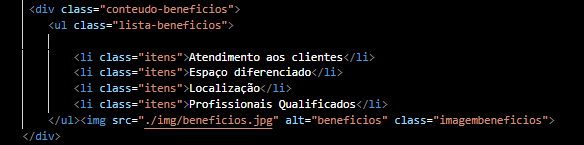 <div class="conteudo-beneficios">
<ul class="lista-beneficios">
<li class="itens">Atendimento aos clientes</li>
<li class="itens">Espaço diferenciado</li>
<li class="itens">Localização</li>
<li class="itens">Profissionais Qualificados</li>
</ul><img src="./img/beneficios.jpg" alt="beneficios" class="imagembeneficios">
</div>